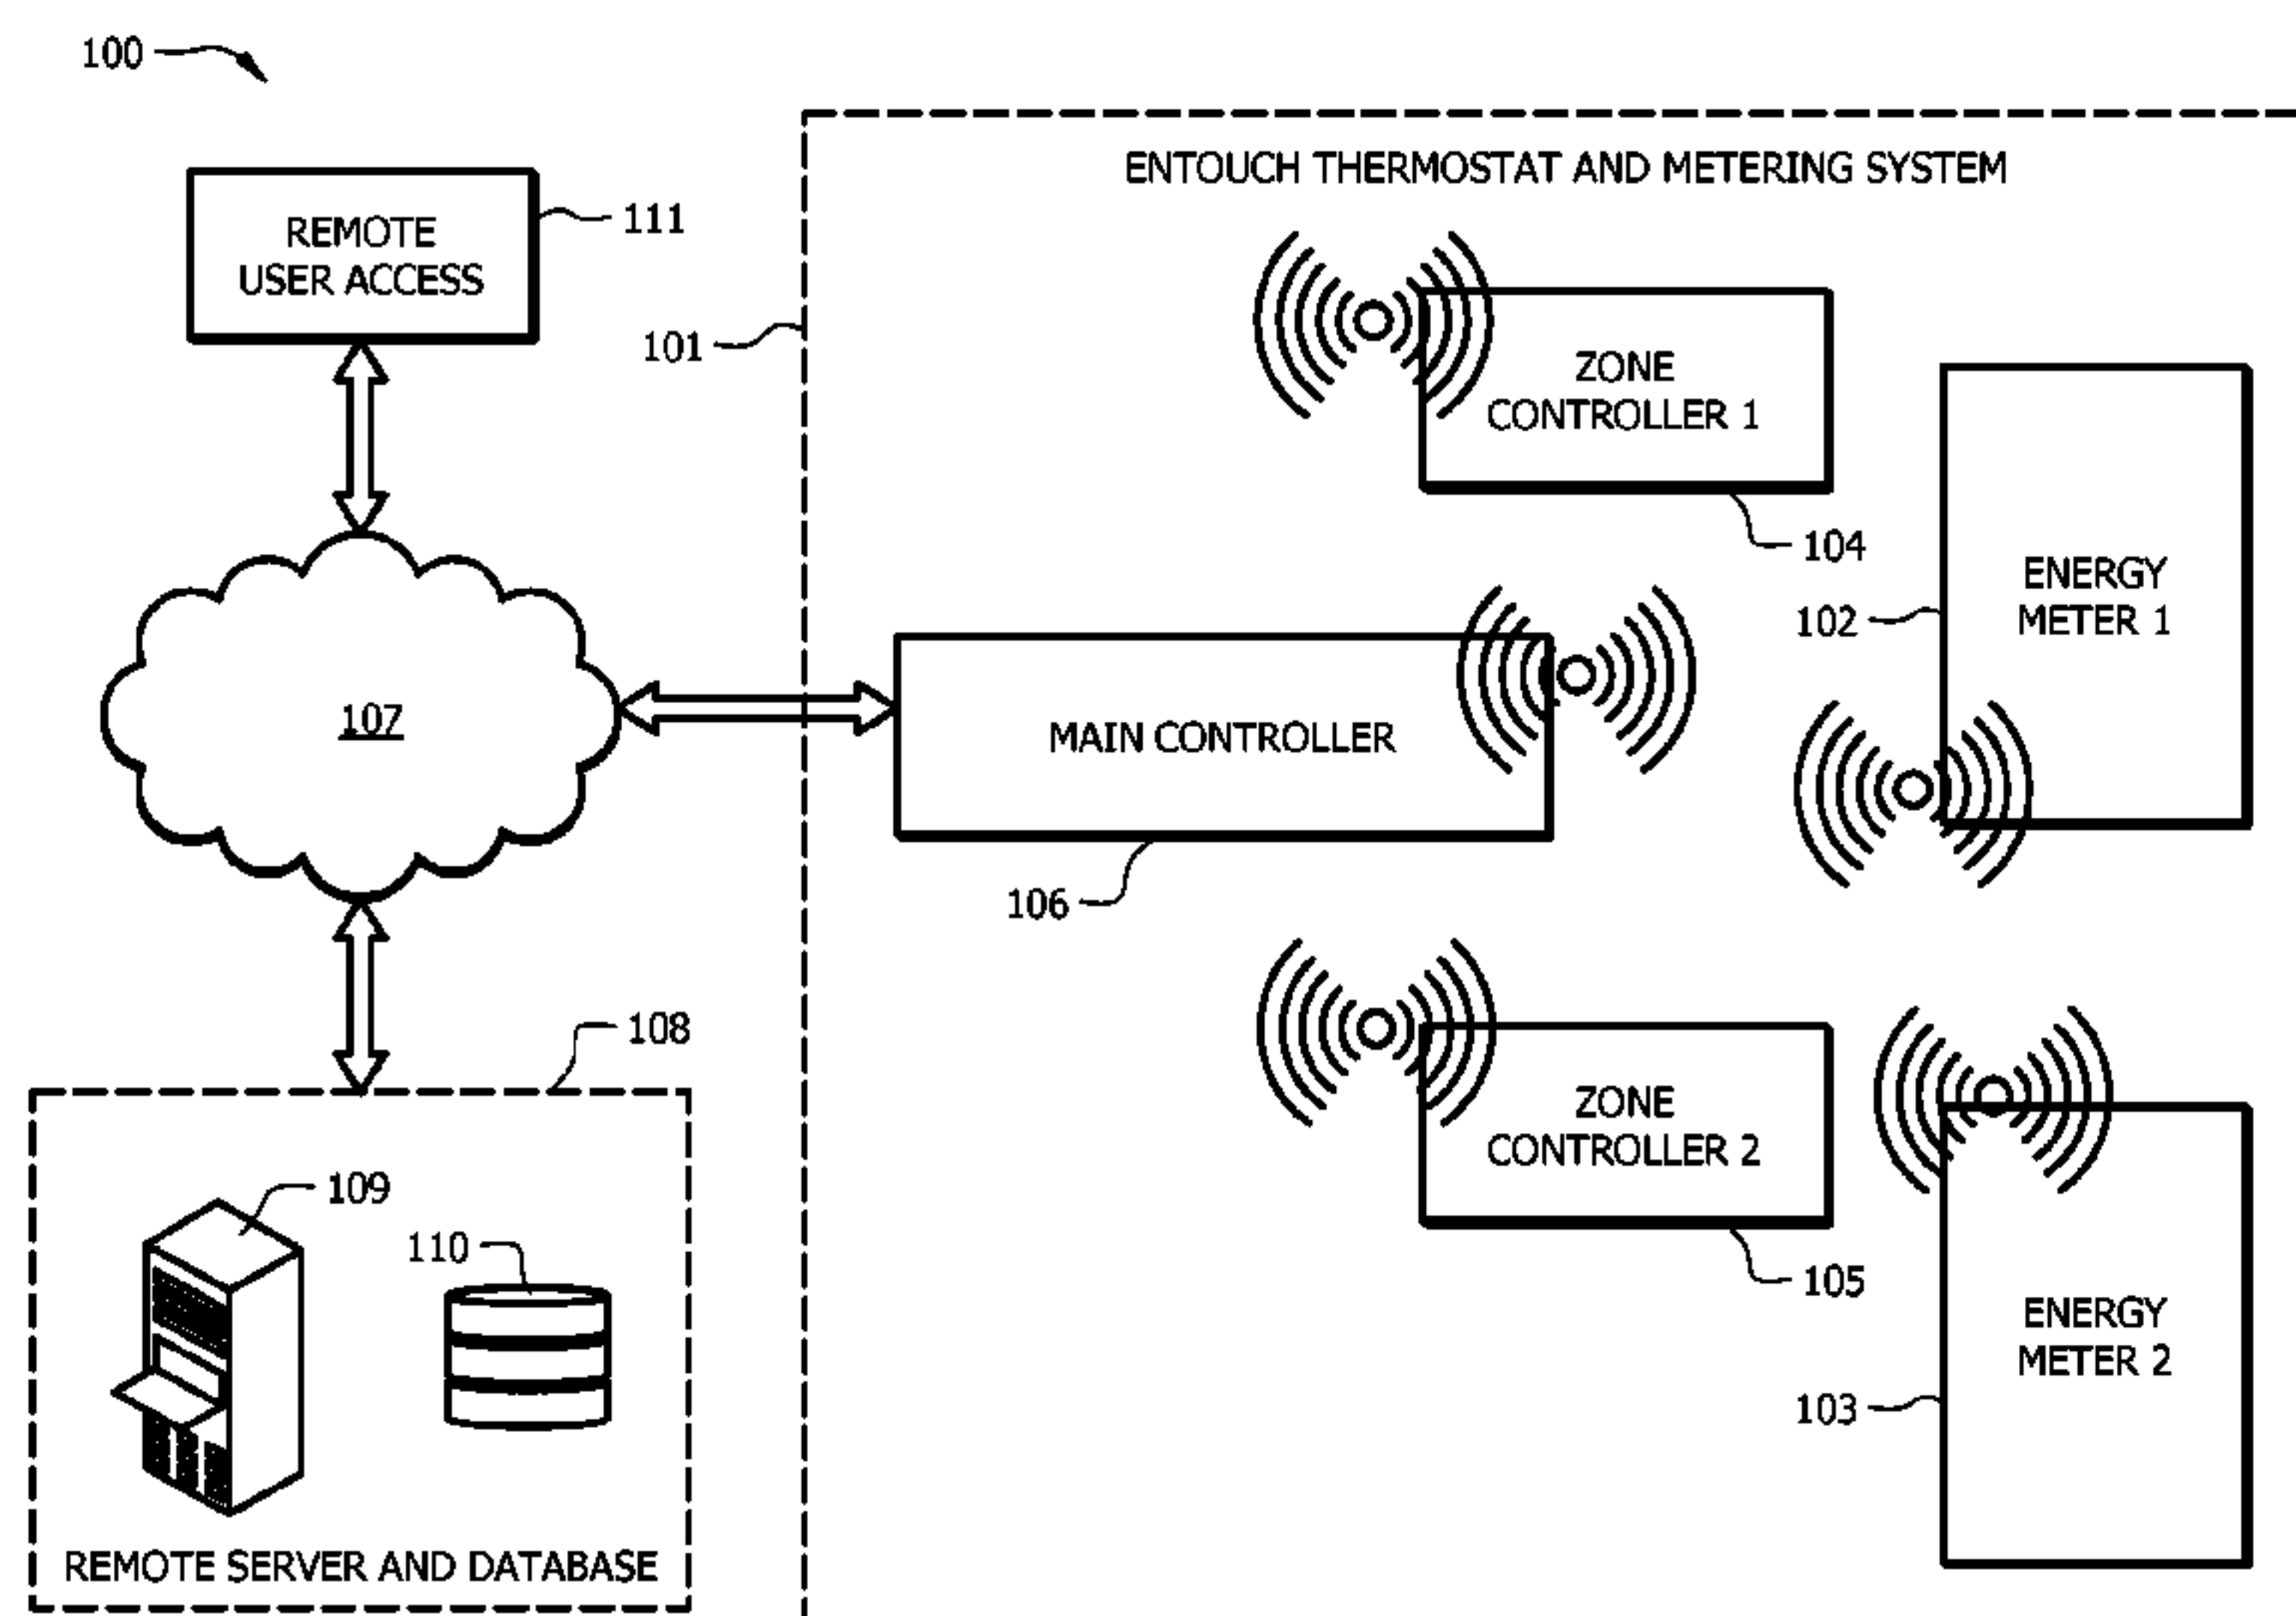 100
REMOTE
USER ACCESS
111
107
108
109
110
REMOTE SERVER AND DATABASE
101
ENTOUCH THERMOSTAT AND METERING SYSTEM
ZONE
CONTROLLER 1
104
ENERGY
METER 1
102
MAIN CONTROLLER
106
ZONE
CONTROLLER 2
105
ENERGY
METER 2
103